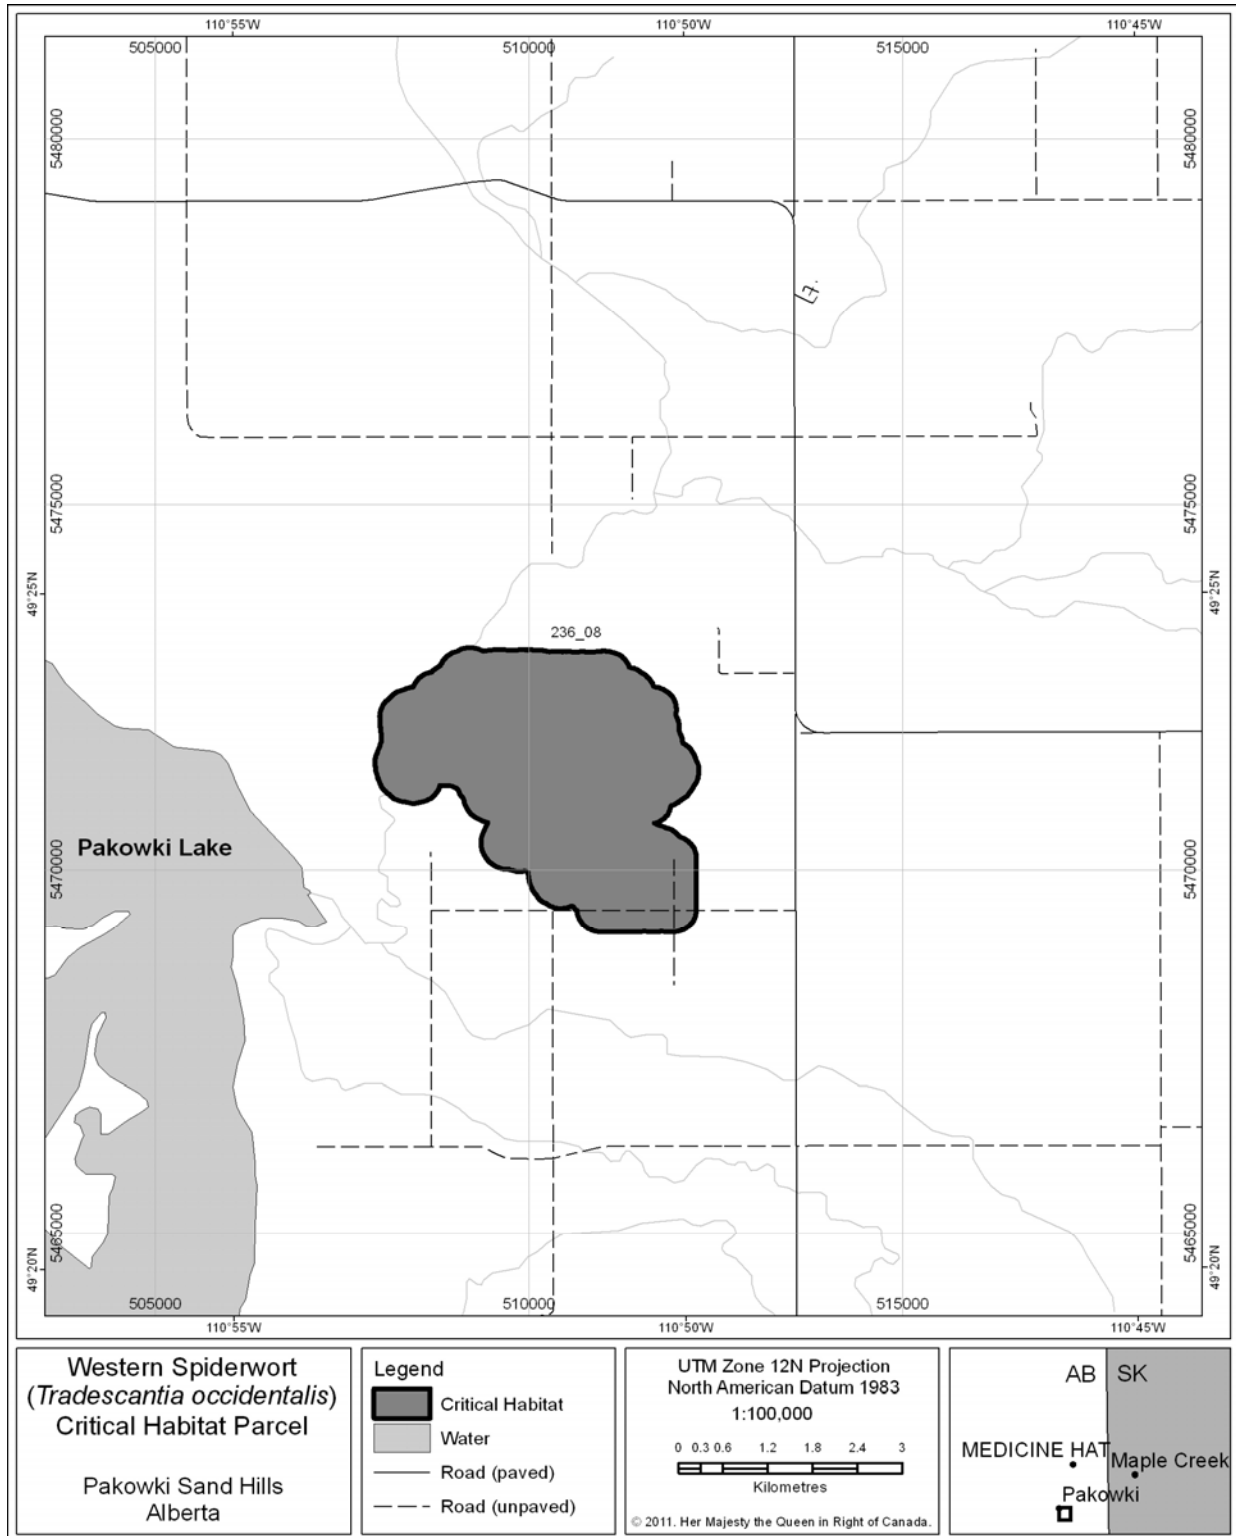 110°55'W 110°50'W 110°45'W
505000 510000 515000
5480000 5480000
7.
5475000 5475000
49°25'N 49°25'N
236_08
Pakowki Lake
5470000 5470000
5465000 5465000
49°20'N 49°20'N
505000 510000 515000
110°55'W 110°50'W 110°45'W
Western Spiderwort
(Tradescantia occidentalis)
Critical Habitat Parcel
Pakowki Sand Hills
Alberta
Legend
Critical Habitat
Water
Road (paved)
Road (unpaved)
UTM Zone 12N Projection
North American Datum 1983
1:100,000
0 0.3 0.6 1.2 1.8 2.4 3
Kilometres
© 2011. Her Majesty the Queen in Right of Canada.
AB SK
MEDICINE HAT
Maple Creek
Pakowki